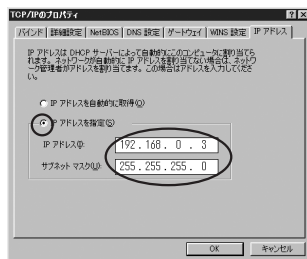 TCP/IPのプロパティ
バインド 詳細設定 NetBIOS DNS 設定 ゲートウェイ WINS 設定 IP アドレス
IP アドレスは DHCP サーバーによって自動的にこのコンピュータに割り当てら
れます。ネットワークが自動的に IP アドレスを割り当てない場合は、ネットワ
ーク管理者がアドレスを割り当てます。この場合はアドレスを入力してくださ
い。
IP アドレスを自動的に取得(O)
IP アドレスを指定(S)
IP アドレス(I):
192.168. 0 . 3
サブネット マスク(U):
255.255.255. 0
OK キャンセル